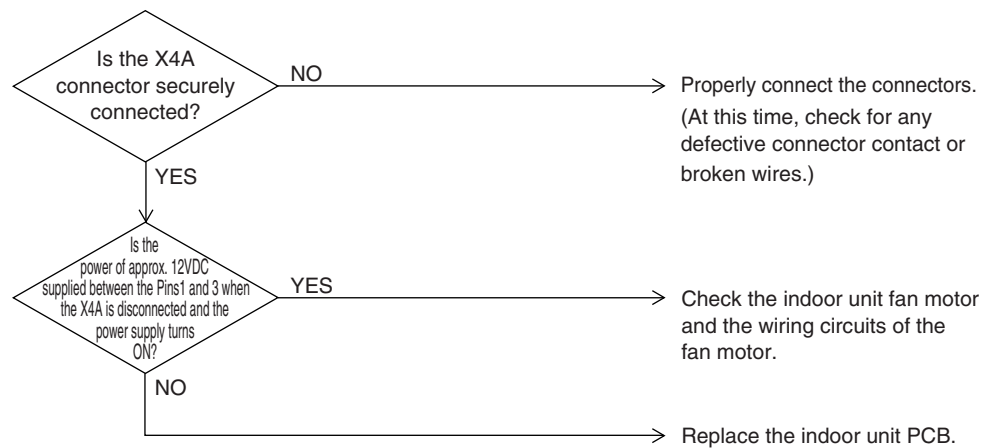 Is the X4A
connector securely
connected?
NO
Properly connect the connectors.
(At this time, check for any
defective connector contact or
broken wires.)
YES
Is the
power of approx. 12VDC
supplied between the Pins1 and 3 when
the X4A is disconnected and the
power supply turns
ON?
YES
Check the indoor unit fan motor
and the wiring circuits of the
fan motor.
NO
Replace the indoor unit PCB.